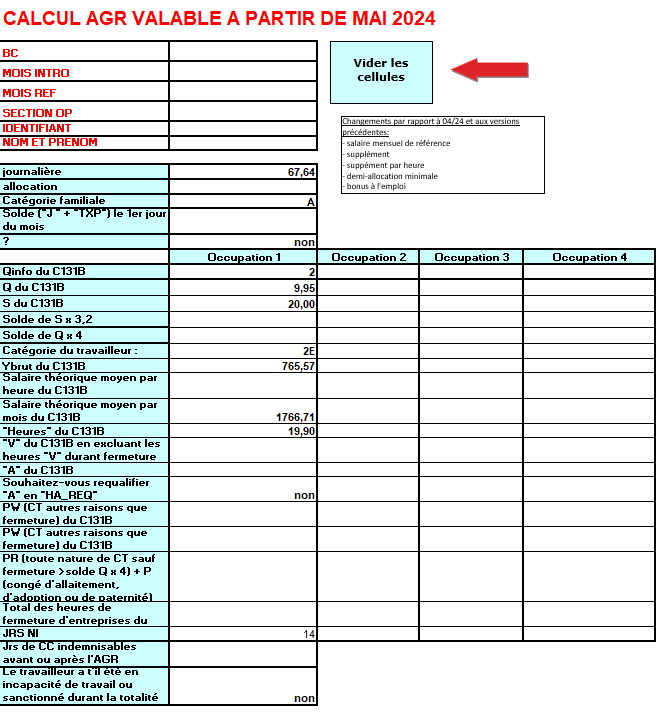 CALCUL AGR VALABLE A PARTIR DE MAI 2024
BC
MOIS INTRO
MOIS REF
SECTION OP
IDENTIFIANT
NOM ET PRENOM
Vider les
cellules
Changements par rapport à 04/24 et aux versions
précédentes:
- salaire mensuel de référence
- supplément
- suppément par heure
- demi-allocation minimale
- bonus à l'emploi
journalière 67,64
allocation
Catégorie familiale A
Solde ("J " + "TXP") le 1er jour
du mois
? non
Occupation 1 Occupation 2 Occupation 3 Occupation 4
Qinfo du C131B 2
Q du C131B 9,95
S du C131B 20,00
Solde de S x 3,2
Solde de Q x 4
Catégorie du travailleur : 2E
Ybrut du C131B 765,57
Salaire théorique moyen par
heure du C131B
Salaire théorique moyen par
mois du C131B 1766,71
"Heures" du C131B 19,90
"V" du C131B en excluant les
heures "V" durant fermeture
"A" du C131B
Souhaitez-vous requalifier
"A" en "HA_REQ" non
PW (CT autres raisons que
fermeture) du C131B
PW (CT autres raisons que
fermeture) du C131B
PR (toute nature de CT sauf
fermeture >solde Q x 4) + P
(congé d'allaitement,
d'adoption ou de paternité)
Total des heures de
fermeture d'entreprises du
JRS NI 14
Jrs de CC indemnisables
avant ou après l'AGR
Le travailleur a t'il été en
incapacité de travail ou
sanctionné durant la totalité non